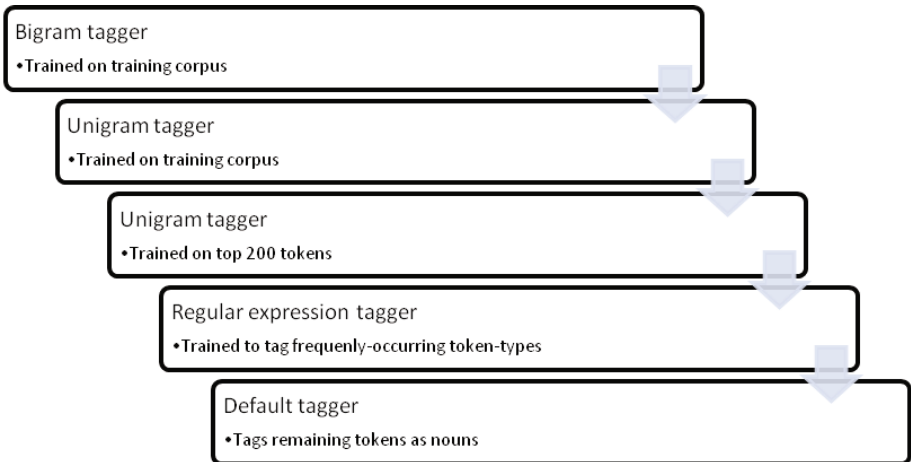 Bigram tagger
•Trained on training corpus
Unigram tagger
•Trained on training corpus
Unigram tagger
•Trained on top 200 tokens
Regular expression tagger
•Trained to tag frequenly-occurring token-types
Default tagger
•Tags remaining tokens as nouns